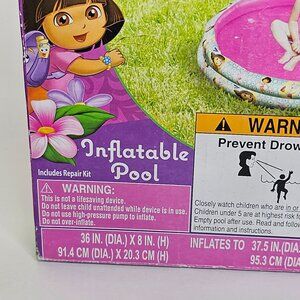 Inflatable
Pool
Includes Repair Kit
WARNING:
This is not a lifesaving device.
Do not leave child unattended while device is in use.
Do not use high-pressure pump to inflate.
Do not over-inflate.
36 IN. (DIA.) X 8 IN. (H)
91.4 CM (DIA.) X 20.3 CM (H)
WARN
Prevent Drow
Closely watch children who are in or
Children under 5 are at highest risk
Empty pool after use. Read and follow
information and instructions.
INFLATES TO 37.5 IN. (DIA.
95.3 CM (DIA